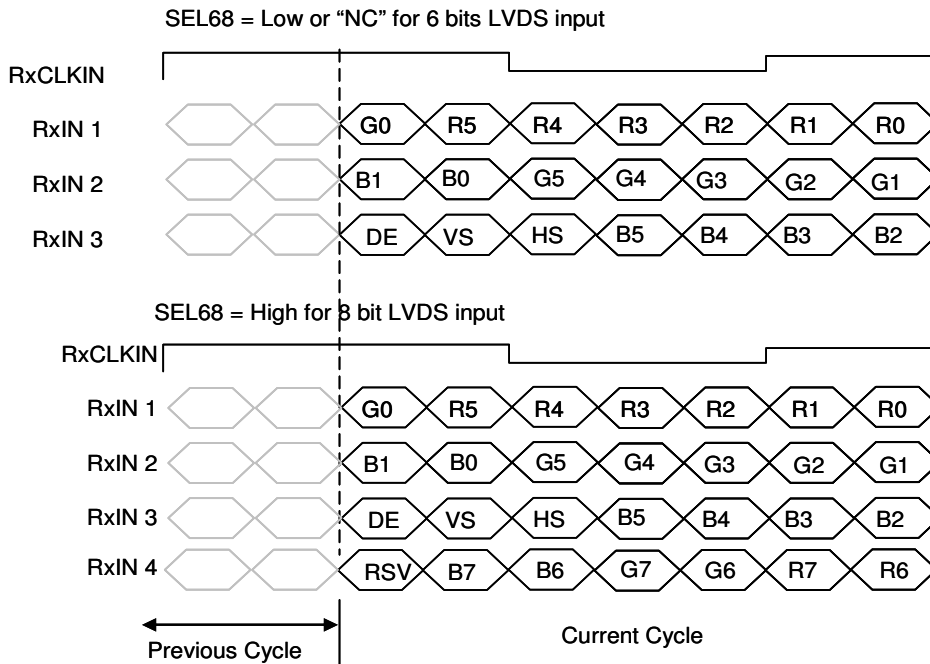 SEL68 = Low or “NC” for 6 bits LVDS input
RxCLKIN
RxIN 1 G0 R5 R4 R3 R2 R1 R0
RxIN 2 B1 B0 G5 G4 G3 G2 G1
RxIN 3 DE VS HS B5 B4 B3 B2
SEL68 = High for 8 bit LVDS input
RxCLKIN
RxIN 1 G0 R5 R4 R3 R2 R1 R0
RxIN 2 B1 B0 G5 G4 G3 G2 G1
RxIN 3 DE VS HS B5 B4 B3 B2
RxIN 4 RSV B7 B6 G7 G6 R7 R6
Previous Cycle Current Cycle